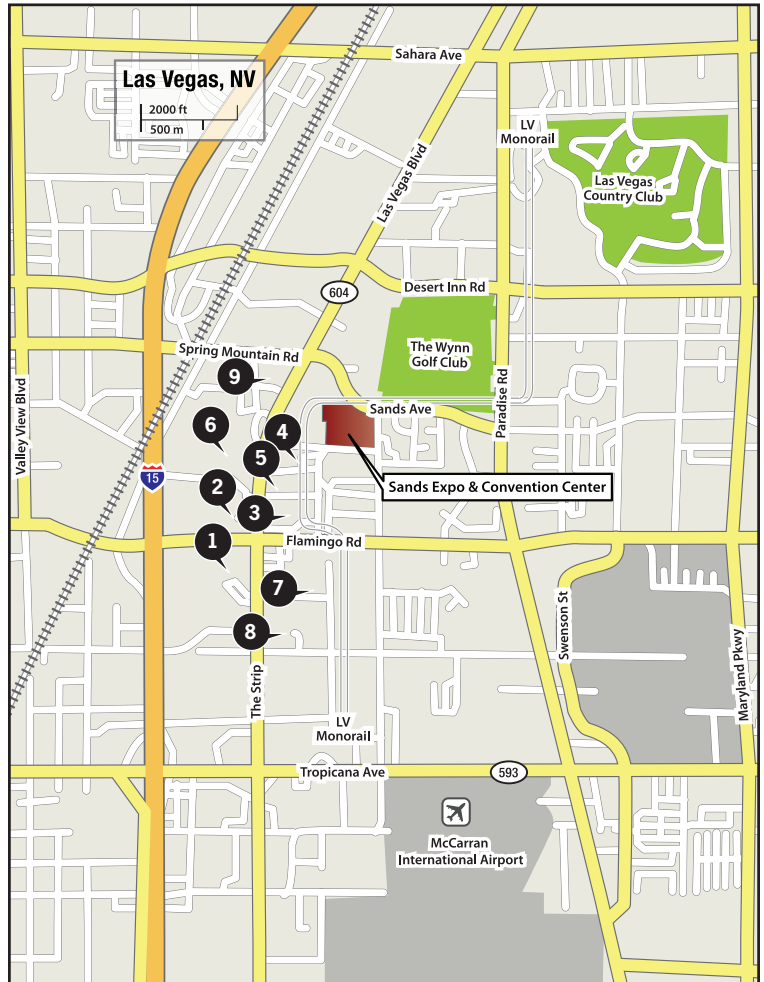 Sahara Ave
Las Vegas, NV
2000 ft
500 m
LV
Monorail
Las Vegas Blvd
Las Vegas
Country Club
Desert Inn Rd
604
The Wynn
Golf Club
Spring Mountain Rd
9
Paradise Rd
Valley View Blvd
Sands Ave
6
4
5
15
2
Sands Expo & Convention Center
3
1
Flamingo Rd
7
Swenson St
8
Maryland Pkwy
The Strip
LV
Monorail
Tropicana Ave
593
McCarran
International Airport